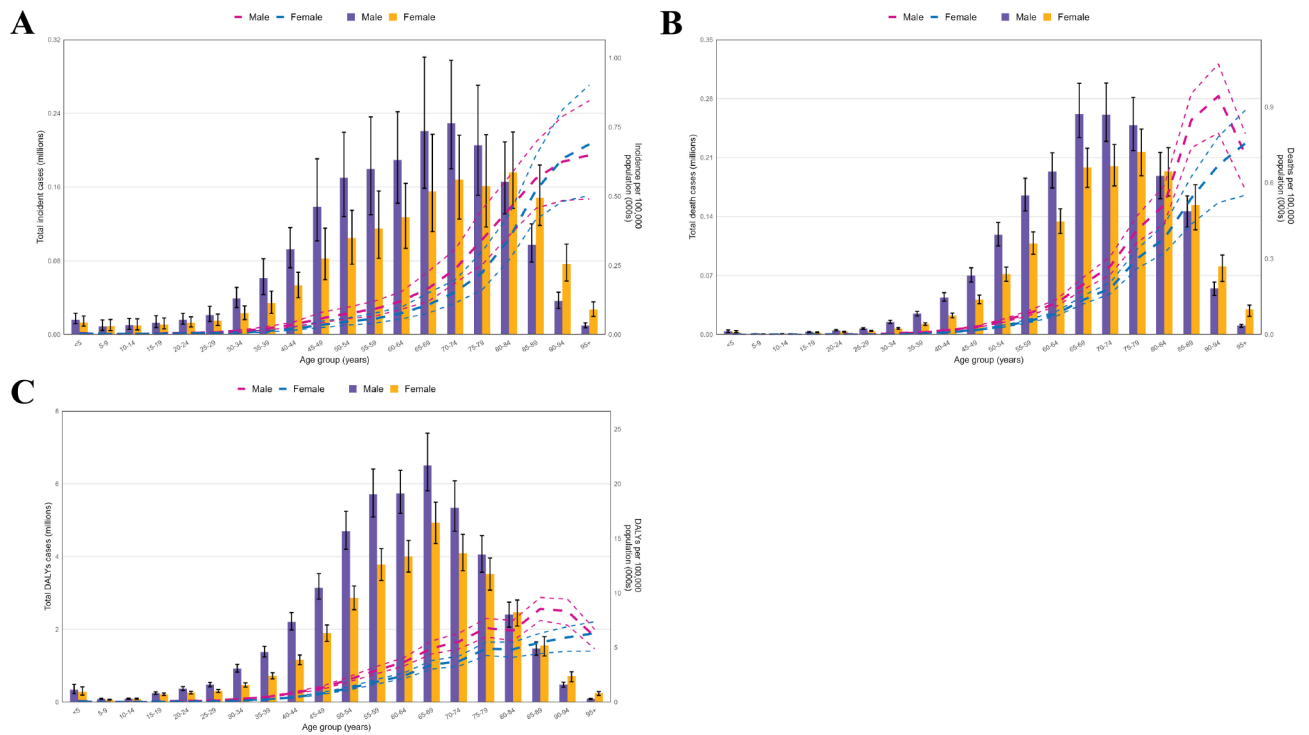 A
Male Female Male Female
0.32
0.24
0.16
0.08
0.00
Total incident cases (millions)
1.00
0.75
0.50
0.25
0.00
Incidence per 100,000
population (000s)
<5 5-9 10-14 15-19 20-24 25-29 30-34 35-39 40-44 45-49 50-54 55-59 60-64 65-69 70-74 75-79 80-84 85-89 90-94 95+
Age group (years)
B
Male Female Male Female
0.35
0.28
0.21
0.14
0.07
0.00
Total death cases (millions)
0.9
0.6
0.3
0.0
Deaths per 100,000
population (000s)
<5 5-9 10-14 15-19 20-24 25-29 30-34 35-39 40-44 45-49 50-54 55-59 60-64 65-69 70-74 75-79 80-84 85-89 90-94 95+
Age group (years)
C
Male Female Male Female
6
4
2
0
Total DALYs cases (millions)
25
20
15
10
5
0
DALYs per 100,000
population (000s)
<5 5-9 10-14 15-19 20-24 25-29 30-34 35-39 40-44 45-49 50-54 55-59 60-64 65-69 70-74 75-79 80-84 85-89 90-94 95+
Age group (years)